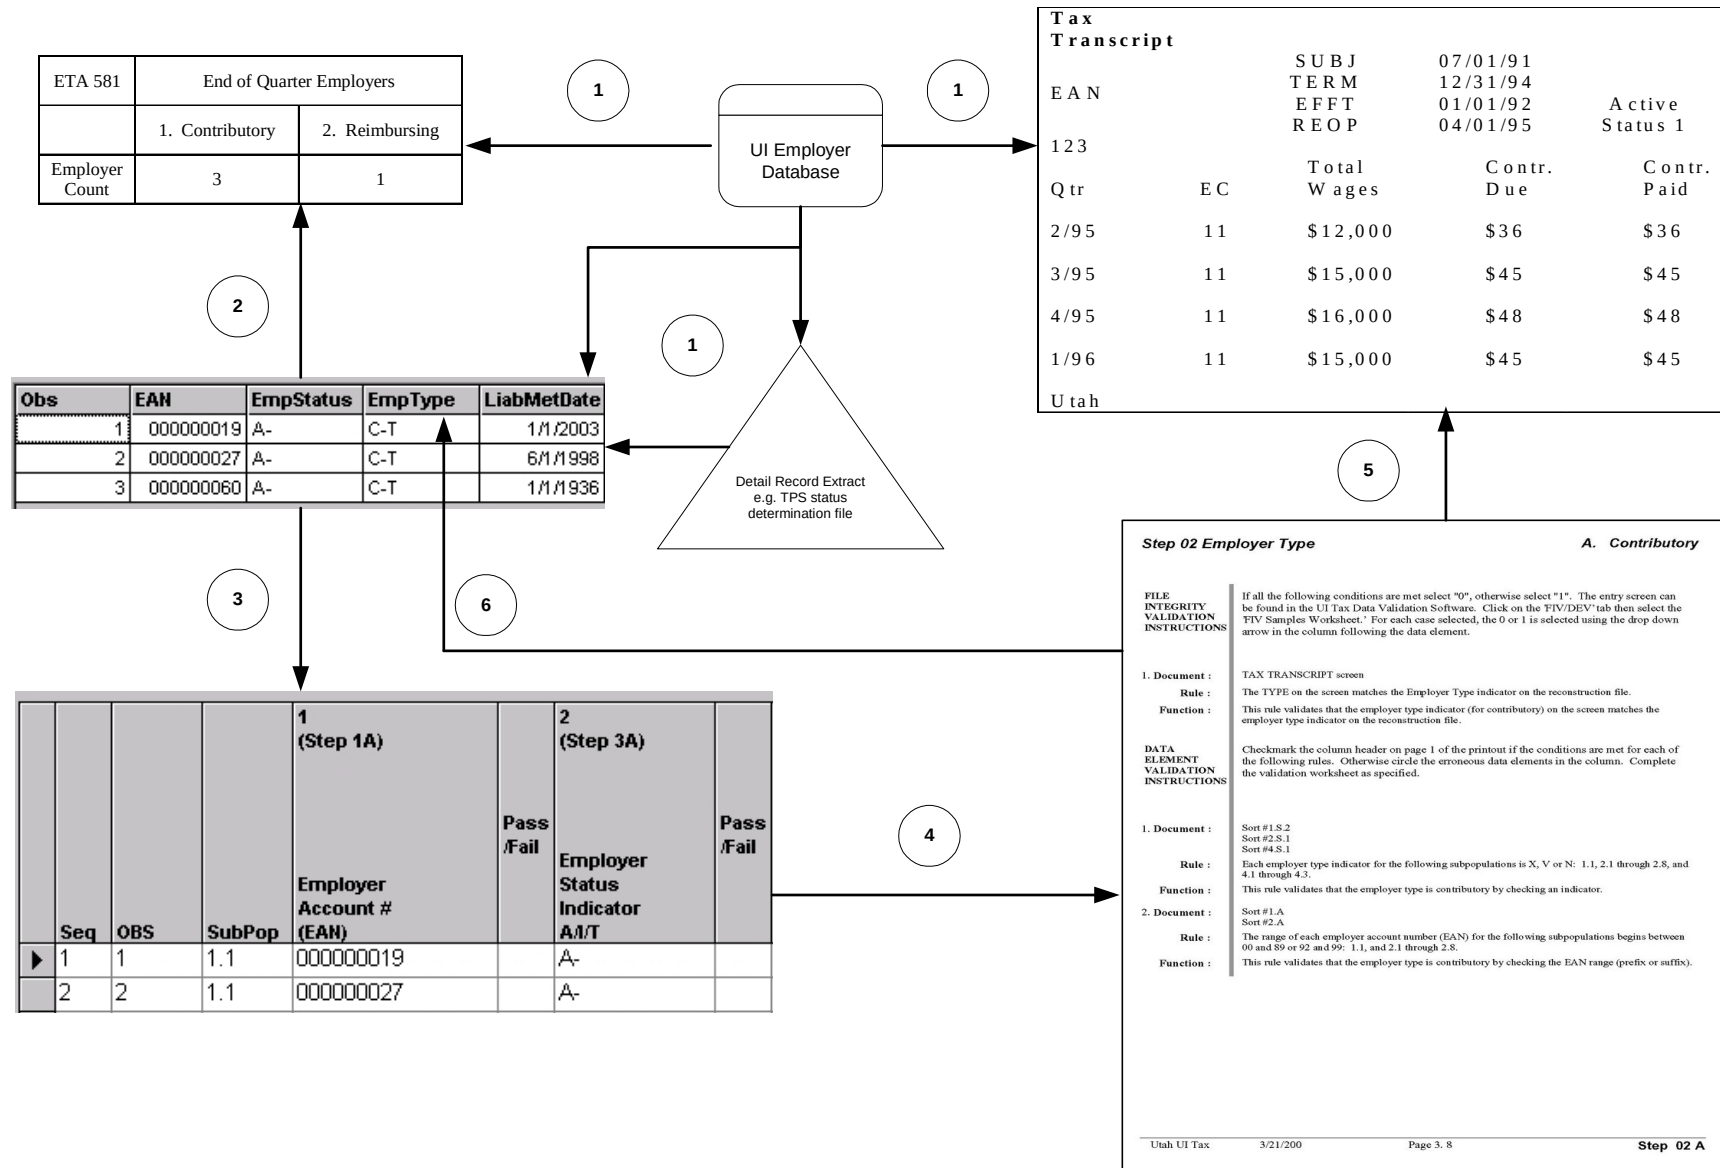 ETA 581
End of Quarter Employers
1. Contributory
2. Reimbursing
Employer
Count
3
1
1
UI Employer
Database
1
Tax
Transcript
SUBJ 07/01/91
TERM 12/31/94
EAN
EFFT 01/01/92 Active
REOP 04/01/95 Status 1
123
Total Contr. Contr.
Qtr EC Wages Due Paid
2/95 11 $12,000 $36 $36
3/95 11 $15,000 $45 $45
4/95 11 $16,000 $48 $48
1/96 11 $15,000 $45 $45
Utah
2
1
Obs EAN EmpStatus EmpType LiabMetDate
1 000000019 A- C-T 1/1/2003
2 000000027 A- C-T 6/1/1998
3 000000060 A- C-T 1/1/1936
Detail Record Extract
e.g. TPS status
determination file
5
3
6
1
(Step 1A)
2
(Step 3A)
Pass
/Fail
Pass
/Fail
Employer
Account #
(EAN)
Employer
Status
Indicator
A/I/T
Seq OBS SubPop
1 1 1.1 000000019 A-
2 2 1.1 000000027 A-
4
Step 02 Employer Type A. Contributory
FILE
INTEGRITY
VALIDATION
INSTRUCTIONS
If all the following conditions are met select "0", otherwise select "1". The entry screen can
be found in the UI Tax Data Validation Software. Click on the 'FIV/DEV' tab then select the
'FIV Samples Worksheet.' For each case selected, the 0 or 1 is selected using the drop down
arrow in the column following the data element.
1. Document : TAX TRANSCRIPT screen
Rule : The TYPE on the screen matches the Employer Type indicator on the reconstruction file.
Function : This rule validates that the employer type indicator (for contributory) on the screen matches the
employer type indicator on the reconstruction file.
DATA
ELEMENT
VALIDATION
INSTRUCTIONS
Checkmark the column header on page 1 of the printout if the conditions are met for each of
the following rules. Otherwise circle the erroneous data elements in the column. Complete
the validation worksheet as specified.
1. Document : Sort #1.S.2
Sort #2.S.1
Sort #4.S.1
Rule : Each employer type indicator for the following subpopulations is X, V or N: 1.1, 2.1 through 2.8, and
4.1 through 4.3.
Function : This rule validates that the employer type is contributory by checking an indicator.
2. Document : Sort #1.A
Sort #2.A
Rule : The range of each employer account number (EAN) for the following subpopulations begins between
00 and 89 or 92 and 99: 1.1, and 2.1 through 2.8.
Function : This rule validates that the employer type is contributory by checking the EAN range (prefix or suffix).
Utah UI Tax 3/21/200 Page 3. 8 Step 02 A